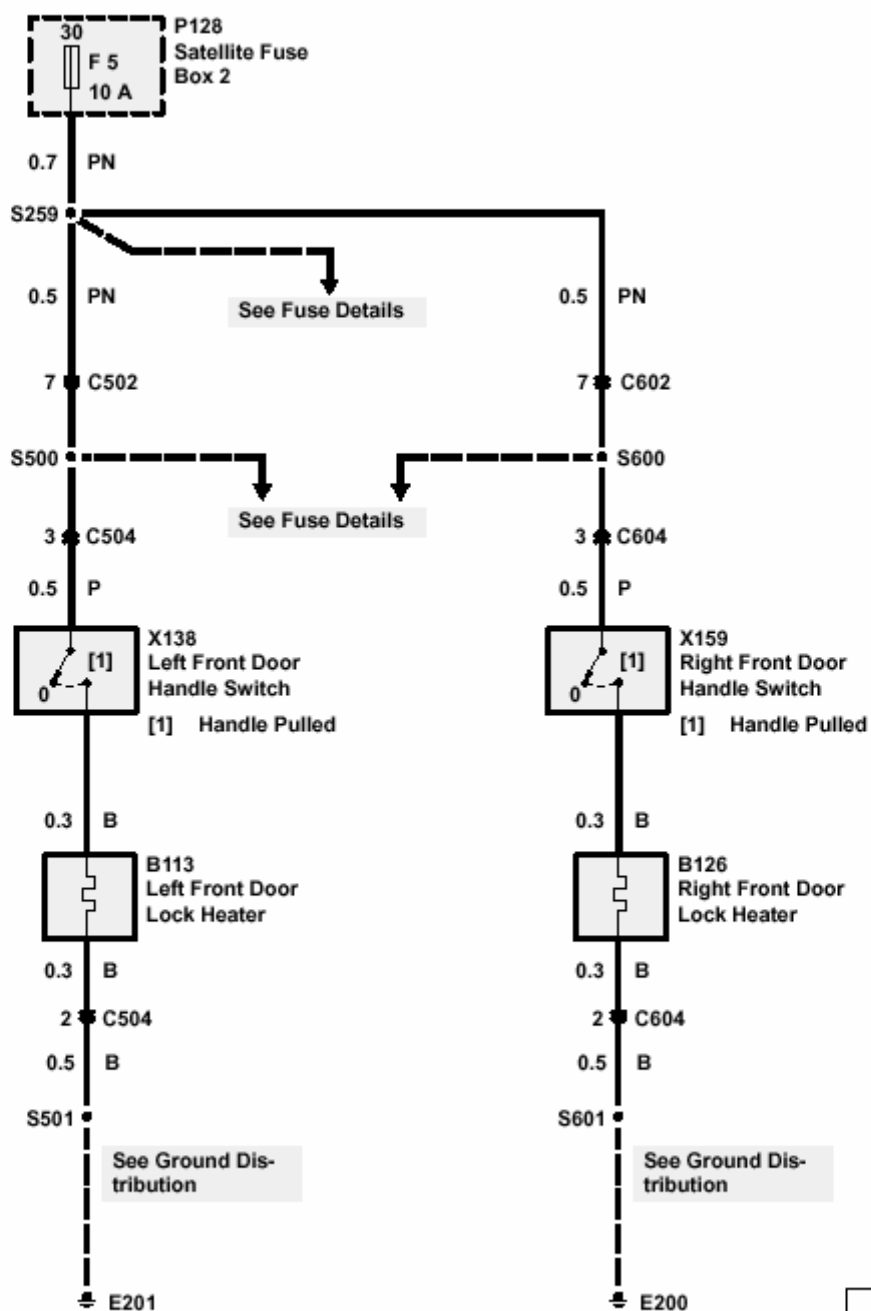 30
F 5
10 A
P128
Satellite Fuse
Box 2
0.7 PN
S259
0.5 PN
See Fuse Details
0.5 PN
7 C502
7 C602
S500
S600
See Fuse Details
3 C504
3 C604
0.5 P
0.5 P
[1]
0
X138
Left Front Door
Handle Switch
[1] Handle Pulled
[1]
0
X159
Right Front Door
Handle Switch
[1] Handle Pulled
0.3 B
0.3 B
B113
Left Front Door
Lock Heater
B126
Right Front Door
Lock Heater
0.3 B
0.3 B
2 C504
2 C604
0.5 B
0.5 B
S501
S601
See Ground Dis-
tribution
See Ground Dis-
tribution
E201
E200